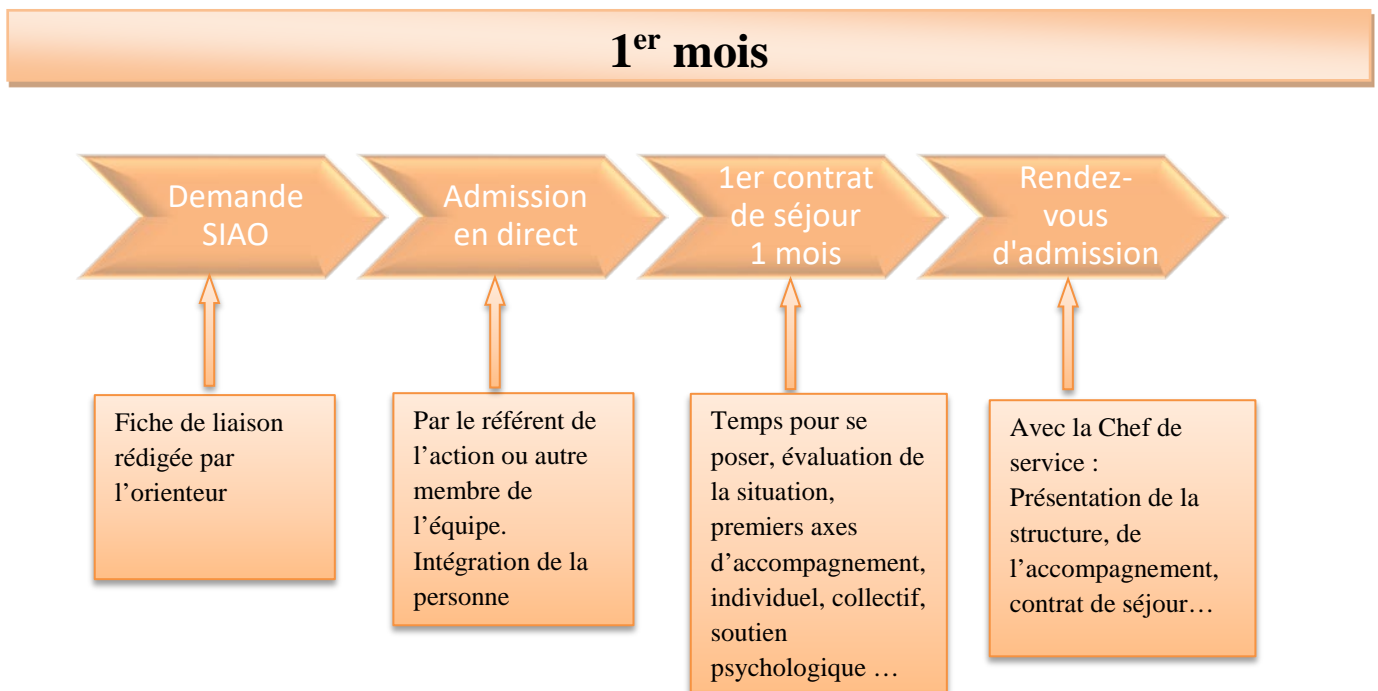 1er mois
Demande
SIAO
Admission
en direct
1er contrat
de séjour
1 mois
Rendez-
vous
d'admission
Fiche de liaison
rédigée par
l’orienteur
Par le référent de
l’action ou autre
membre de
l’équipe.
Intégration de la
personne
Temps pour se
poser, évaluation de
la situation,
premiers axes
d’accompagnement,
individuel, collectif,
soutien
psychologique …
Avec la Chef de
service :
Présentation de la
structure, de
l’accompagnement,
contrat de séjour…